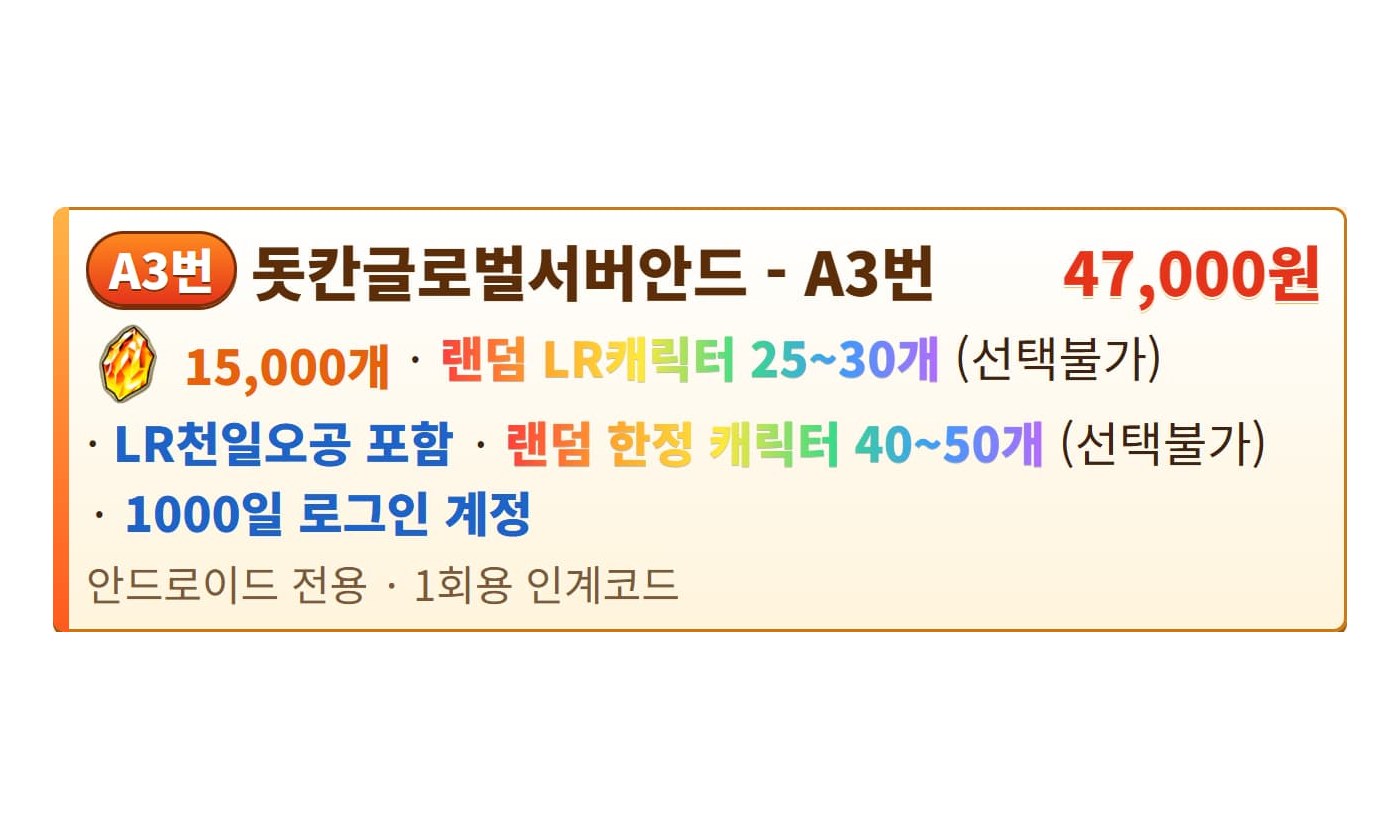 A3번 돗칸글로벌서버안드 - A3번 47,000원
15,000개 · 랜덤 LR캐릭터 25~30개 (선택불가)
· LR천일오공 포함 · 랜덤 한정 캐릭터 40~50개 (선택불가)
· 1000일 로그인 계정
안드로이드 전용 · 1회용 인계코드